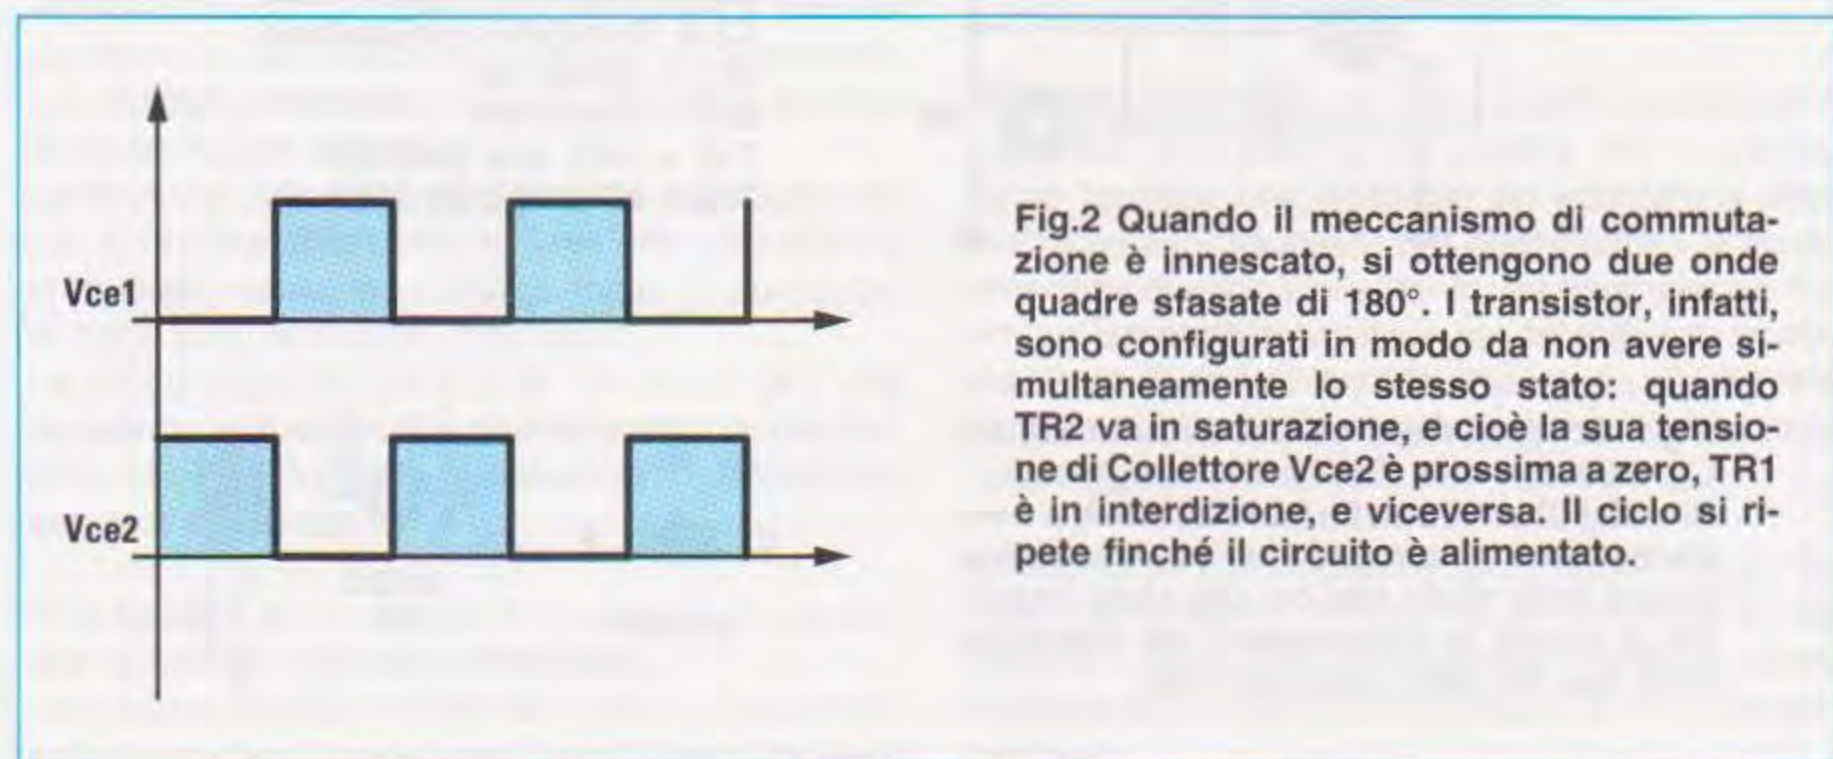 Vce1
Vce2
Fig.2 Quando il meccanismo di commuta-
zione è innescato, si ottengono due onde
quadre sfasate di 180°. I transistor, infatti,
sono configurati in modo da non avere si-
multaneamente lo stesso stato: quando
TR2 va in saturazione, e cioè la sua tensio-
ne di Collettore Vce2 è prossima a zero, TR1
è in interdizione, e viceversa. Il ciclo si ri-
pete finché il circuito è alimentato.